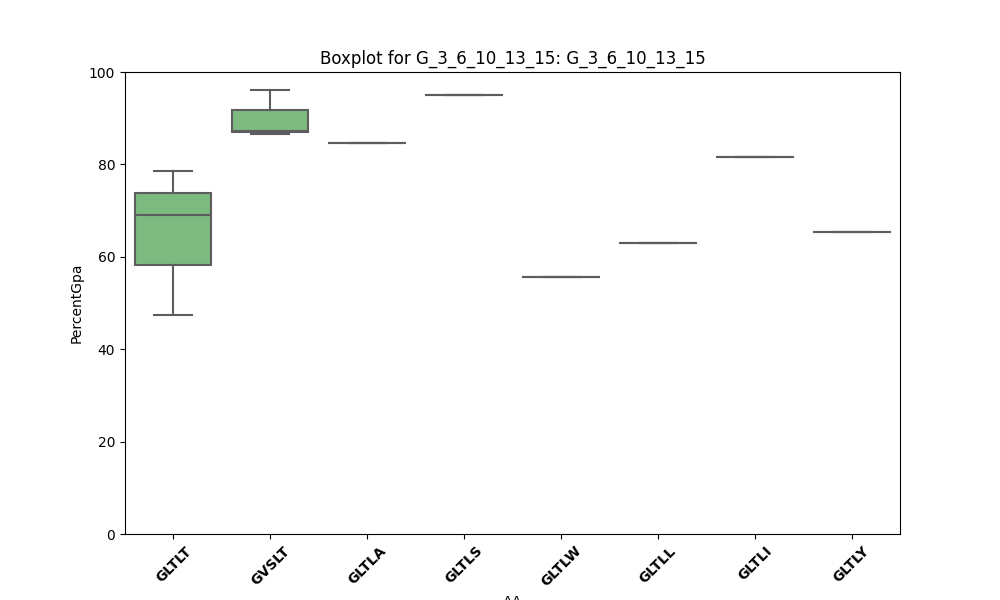 Boxplot for G_3_6_10_13_15: G_3_6_10_13_15
PercentGpa
100
80
60
40
20
0
GLTLT
GVSLT
GLTLA
GLTLS
GLTLW
GLTLL
GLTLI
GLTLY
AA